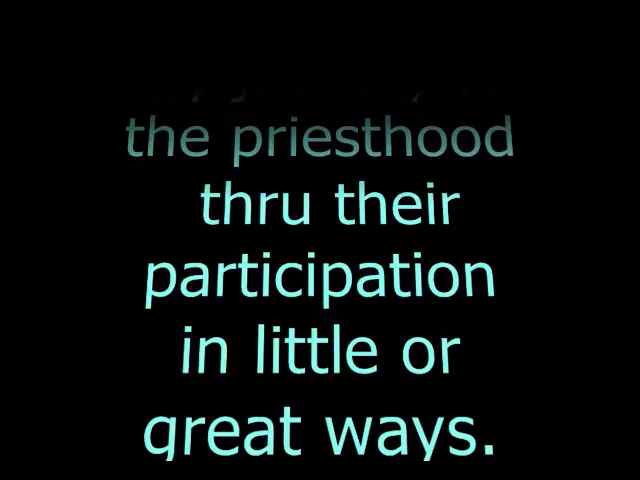 the priesthood
thru their
participation
in little or
great ways.